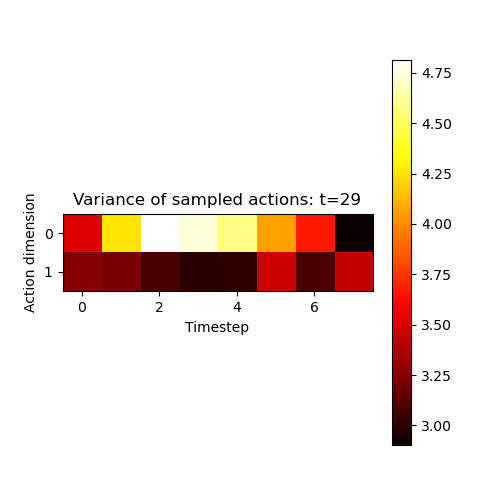 Variance of sampled actions: t=29
Action dimension
0
1
0 2 4 6
Timestep
4.75
4.50
4.25
4.00
3.75
3.50
3.25
3.00